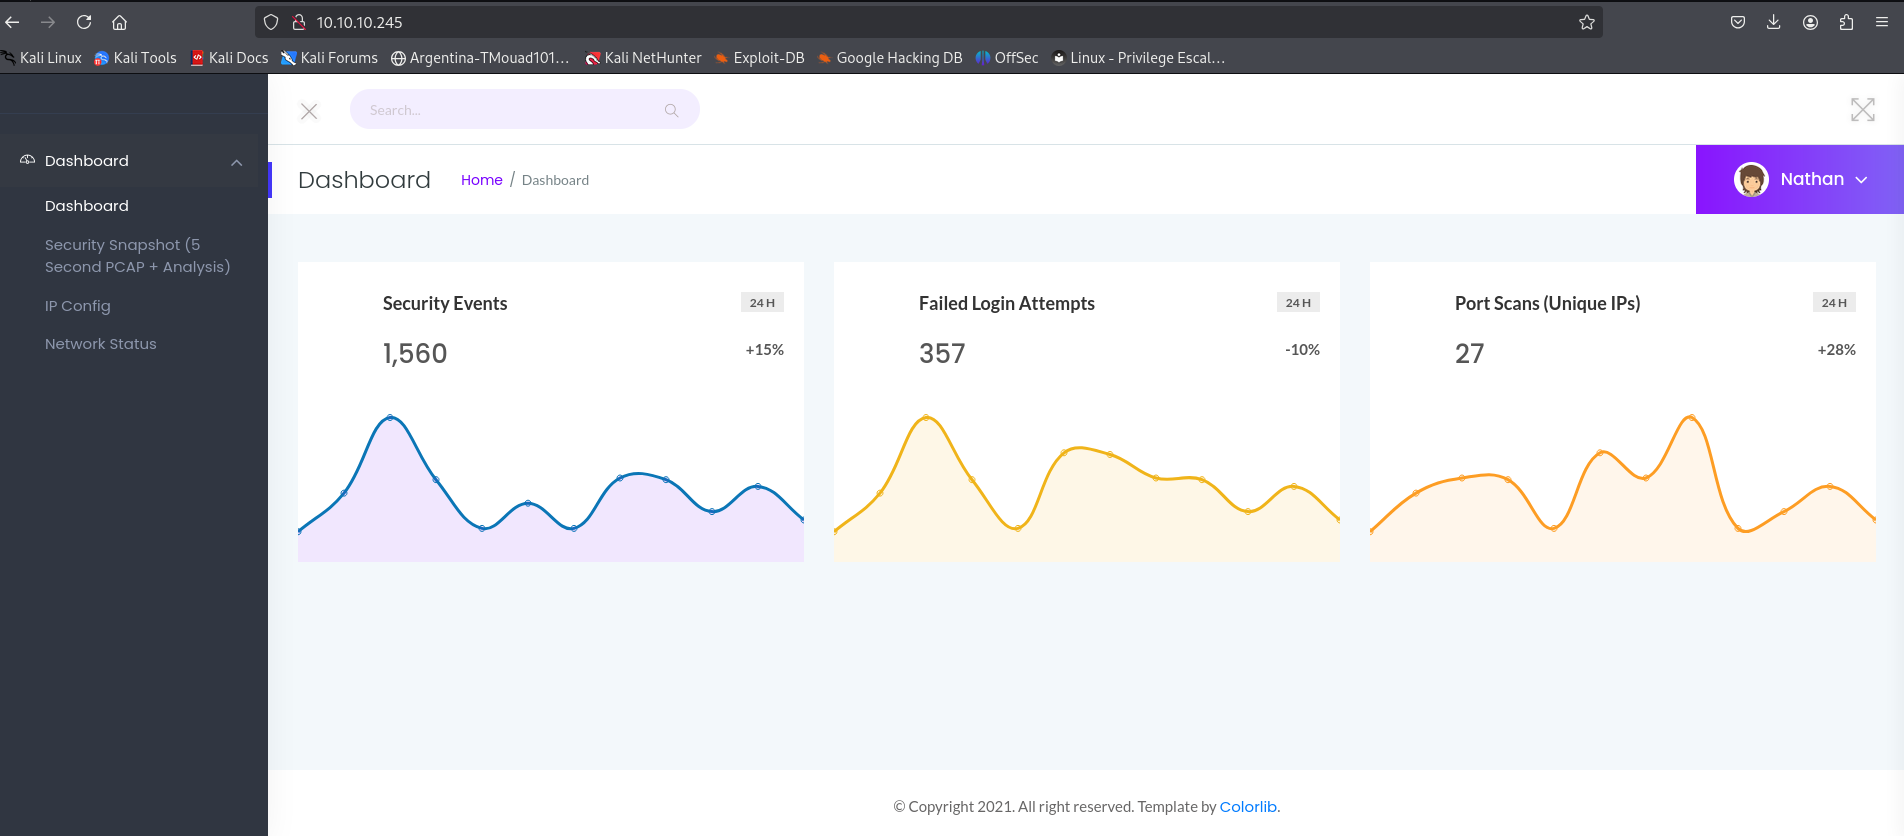 10.10.10.245
Kali Linux Kali Tools Kali Docs Kali Forums Argentina-TMouad101... Kali NetHunter Exploit-DB Google Hacking DB OffSec Linux - Privilege Escal...
Search...
Dashboard
Dashboard
Security Snapshot (5
Second PCAP + Analysis)
IP Config
Network Status
Dashboard Home / Dashboard
Nathan
Security Events 24 H
1,560 +15%
Failed Login Attempts 24 H
357 -10%
Port Scans (Unique IPs) 24 H
27 +28%
© Copyright 2021. All right reserved. Template by Colorlib.